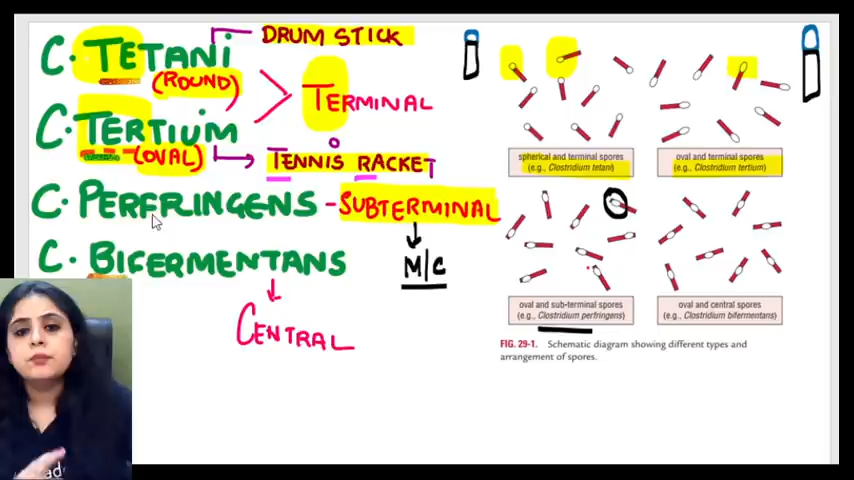 C. TETANi
DRUM STICK
(ROUND)
TERMINAL
C. TERTIUM
(OVAL)
TENNIS RACKET
C. PERFRINGENS - SUBTERMINAL
M/C
C. BIFERMENTANS
CENTRAL
spherical and terminal spores
(e.g., Clostridium tetani)
oval and terminal spores
(e.g., Clostridium tertium)
oval and sub-terminal spores
(e.g., Clostridium perfringens)
oval and central spores
(e.g., Clostridium bifermentans)
FIG. 29-1. Schematic diagram showing different types and
arrangement of spores.